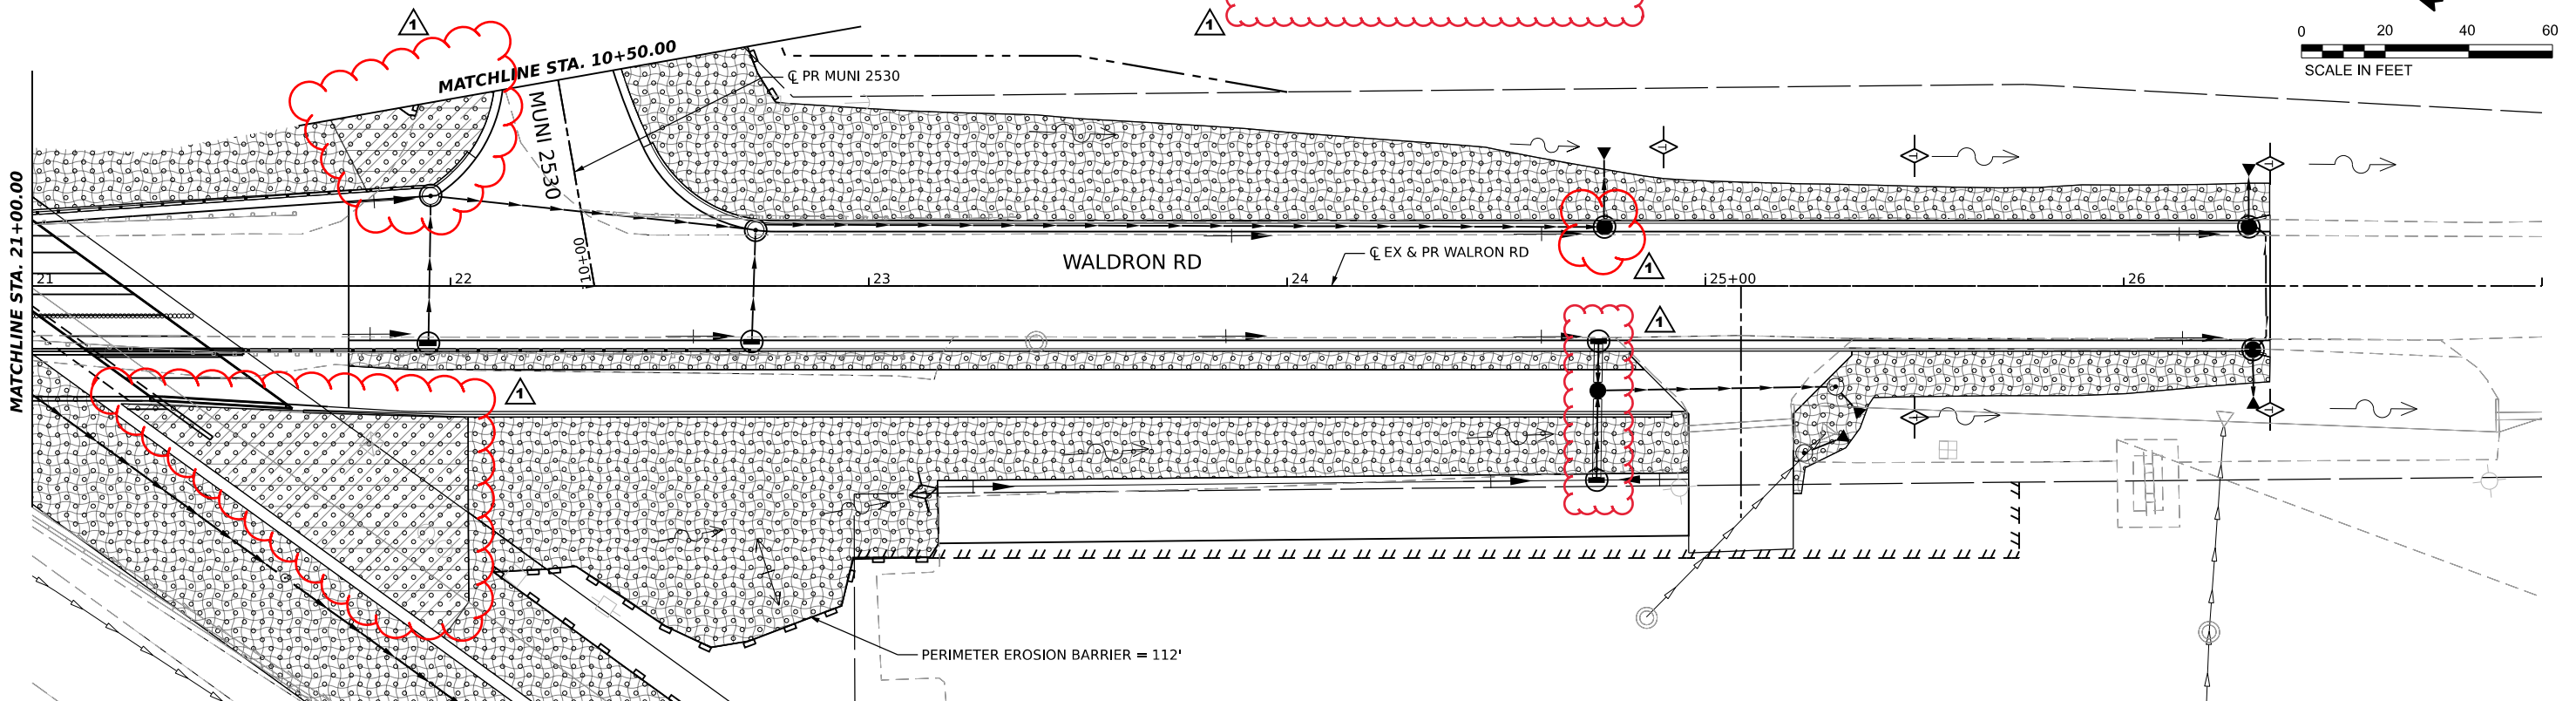 1
1
0 20 40 60
SCALE IN FEET
MATCHLINE STA. 10+50.00
℄ PR MUNI 2530
MUNI 2530
10+00
MATCHLINE STA. 21+00.00
WALDRON RD
℄ EX & PR WALRON RD
1
21 22 23 24 25+00 26
1
1
PERIMETER EROSION BARRIER = 112'